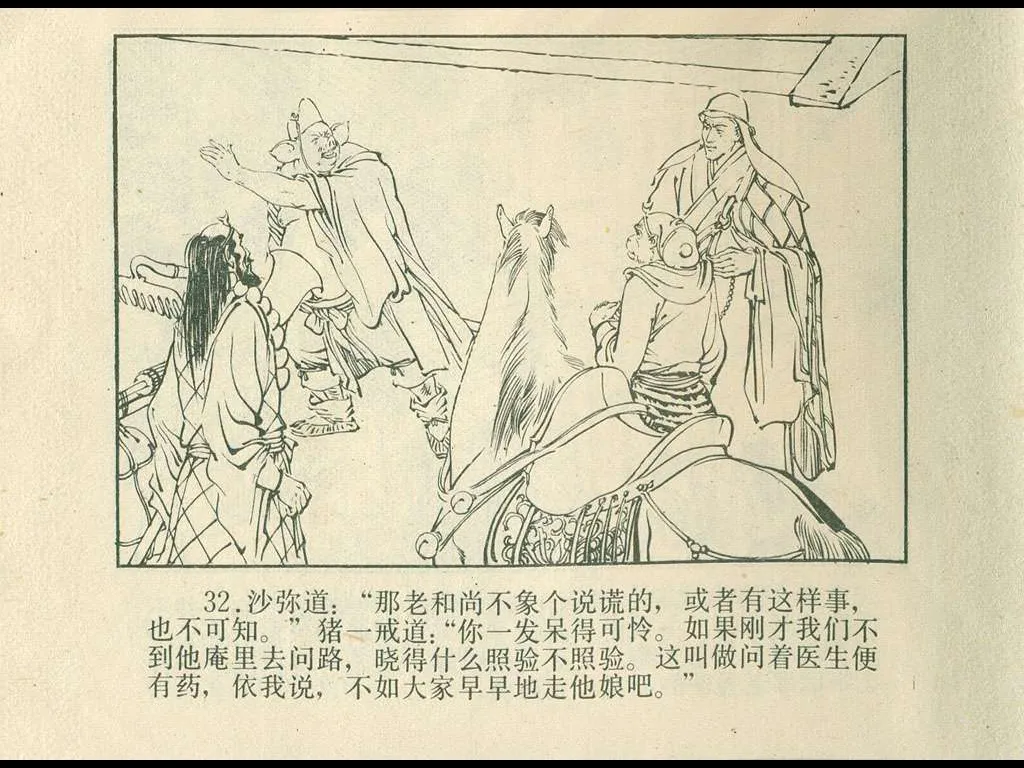 32.沙弥道：“那老和尚不象个说谎的，或者有这样事，
也不可知。”猪一戒道：“你一发呆得可怜。如果刚才我们不
到他庵里去问路，晓得什么照验不照验。这叫做问着医生便
有药，依我说，不如大家早早地走他娘吧。”